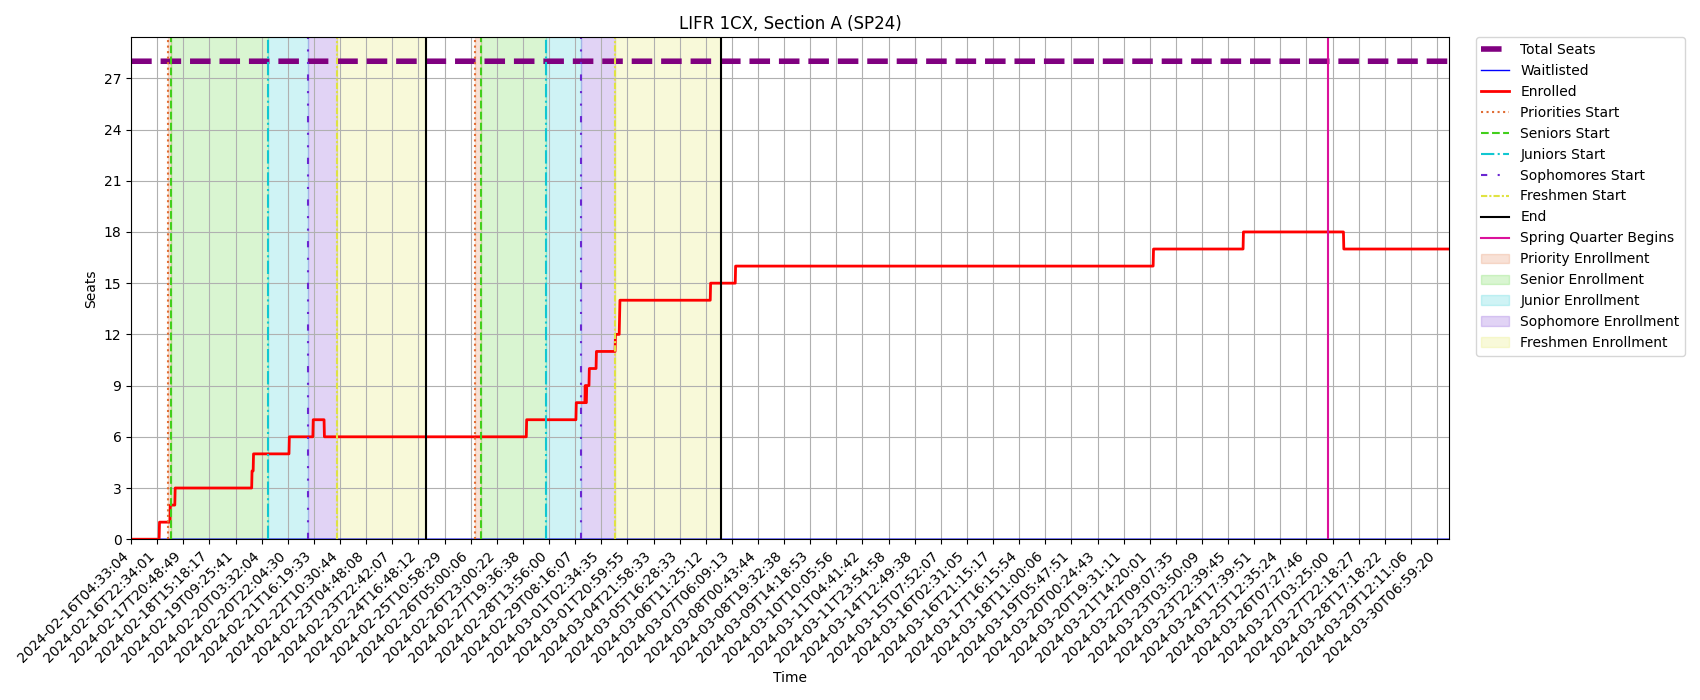 LIFR 1CX, Section A (SP24)
Total Seats
Waitlisted
Enrolled
Priorities Start
Seniors Start
Juniors Start
Sophomores Start
Freshmen Start
End
Spring Quarter Begins
Priority Enrollment
Senior Enrollment
Junior Enrollment
Sophomore Enrollment
Freshmen Enrollment
Seats
27
24
21
18
15
12
9
6
3
0
2024-02-16T04:33:04
2024-02-16T22:34:01
2024-02-17T20:48:49
2024-02-18T15:18:17
2024-02-19T09:25:41
2024-02-20T03:32:04
2024-02-20T22:04:30
2024-02-21T16:19:33
2024-02-22T10:30:44
2024-02-23T04:48:08
2024-02-23T22:42:07
2024-02-24T16:48:12
2024-02-25T10:58:29
2024-02-26T05:00:06
2024-02-26T23:00:22
2024-02-27T19:36:38
2024-02-28T13:56:00
2024-02-29T08:16:07
2024-03-01T02:34:35
2024-03-01T20:59:55
2024-03-04T21:58:33
2024-03-05T16:28:33
2024-03-06T11:25:12
2024-03-07T06:09:13
2024-03-08T00:43:44
2024-03-08T19:32:38
2024-03-09T14:18:53
2024-03-10T10:05:56
2024-03-11T04:41:42
2024-03-11T23:54:58
2024-03-14T12:49:38
2024-03-15T07:52:07
2024-03-16T02:31:05
2024-03-16T21:15:17
2024-03-17T16:15:54
2024-03-18T11:00:06
2024-03-19T05:47:51
2024-03-20T00:24:43
2024-03-20T19:31:11
2024-03-21T14:20:01
2024-03-22T09:07:35
2024-03-23T03:50:09
2024-03-23T22:39:45
2024-03-24T17:39:51
2024-03-25T12:35:24
2024-03-26T07:27:46
2024-03-27T03:25:00
2024-03-27T22:18:27
2024-03-28T17:18:22
2024-03-29T12:11:06
2024-03-30T06:59:20
Time